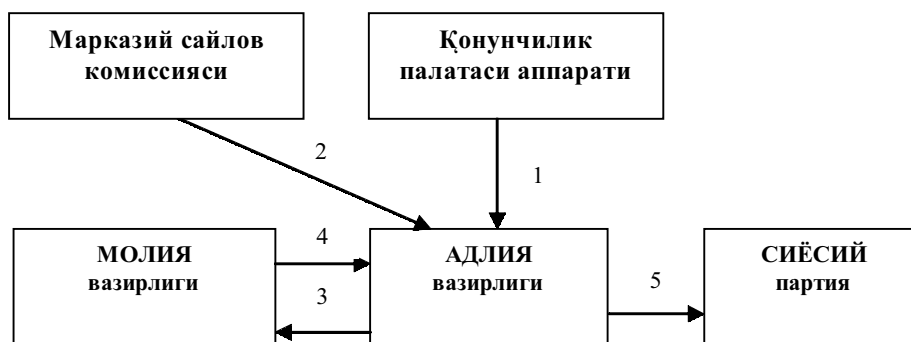 Марказий сайлов
комиссияси
Қонунчилик
палатаси аппарати
2
1
МОЛИЯ
вазирлиги
4
3
АДЛИЯ
вазирлиги
5
СИЁСИЙ
партия